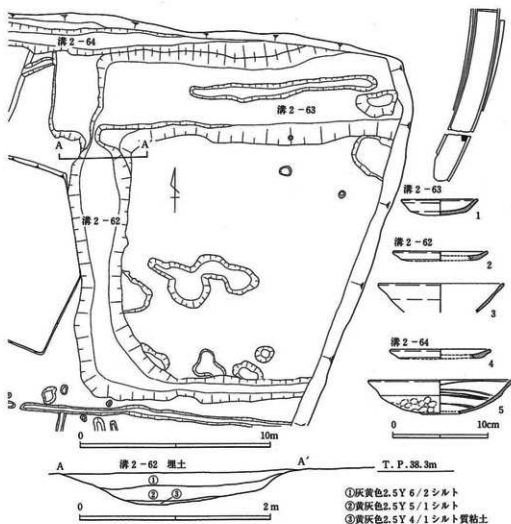 溝2-64
溝2-63
A
A'
溝2-62
0
10m
溝2-63
1
溝2-62
2
3
溝2-64
4
5
0
10cm
A
溝2-62 埋土
A'
T.P.38.3m
①
②
③
0
2m
①灰黄色2.5Y 6/2 シルト
②黄灰色2.5Y 5/1 シルト
③黄灰色2.5Y 4/1 シルト質粘土